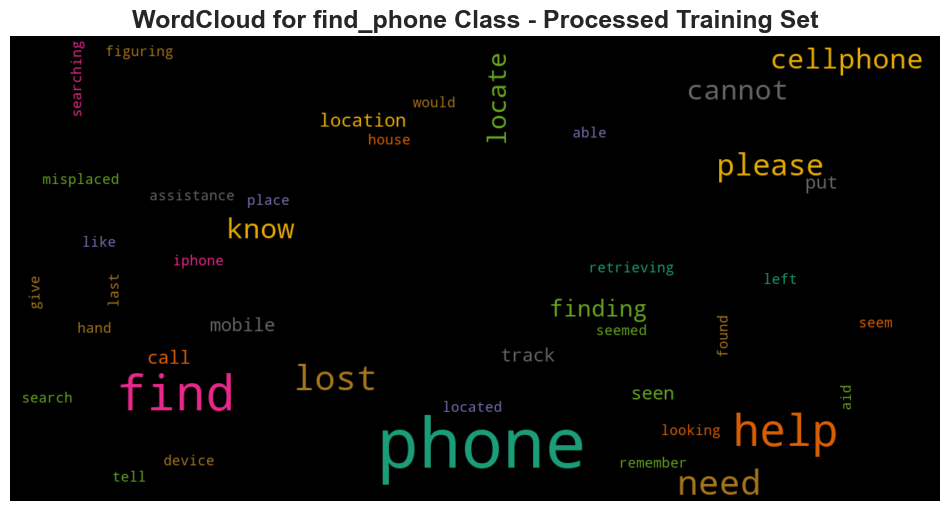 WordCloud for find_phone Class - Processed Training Set
searching
figuring
locate
cellphone
would
cannot
location
house
able
please
misplaced
put
assistance
place
know
like
iphone
retrieving
left
give
last
finding
hand
mobile
seemed
found
seem
call
track
find
lost
seen
search
located
aid
phone
looking
help
device
remember
tell
need